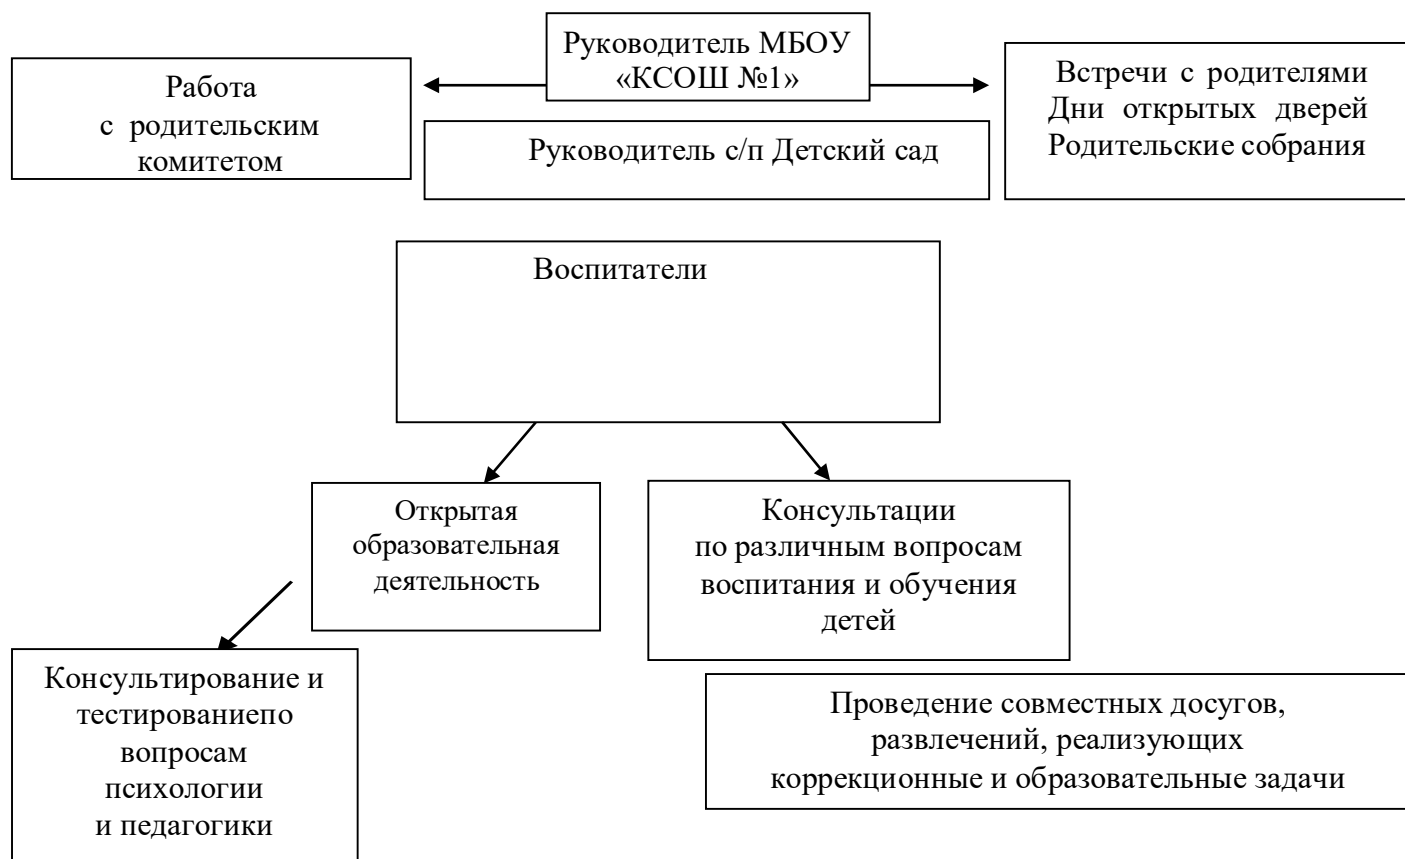 Руководитель МБОУ
«КСОШ №1»
Работа
с родительским
комитетом
Встречи с родителями
Дни открытых дверей
Родительские собрания
Руководитель с/п Детский сад
Воспитатели
Открытая
образовательная
деятельность
Консультации
по различным вопросам
воспитания и обучения
детей
Консультирование и
тестированиепо
вопросам
психологии
и педагогики
Проведение совместных досугов,
развлечений, реализующих
коррекционные и образовательные задачи